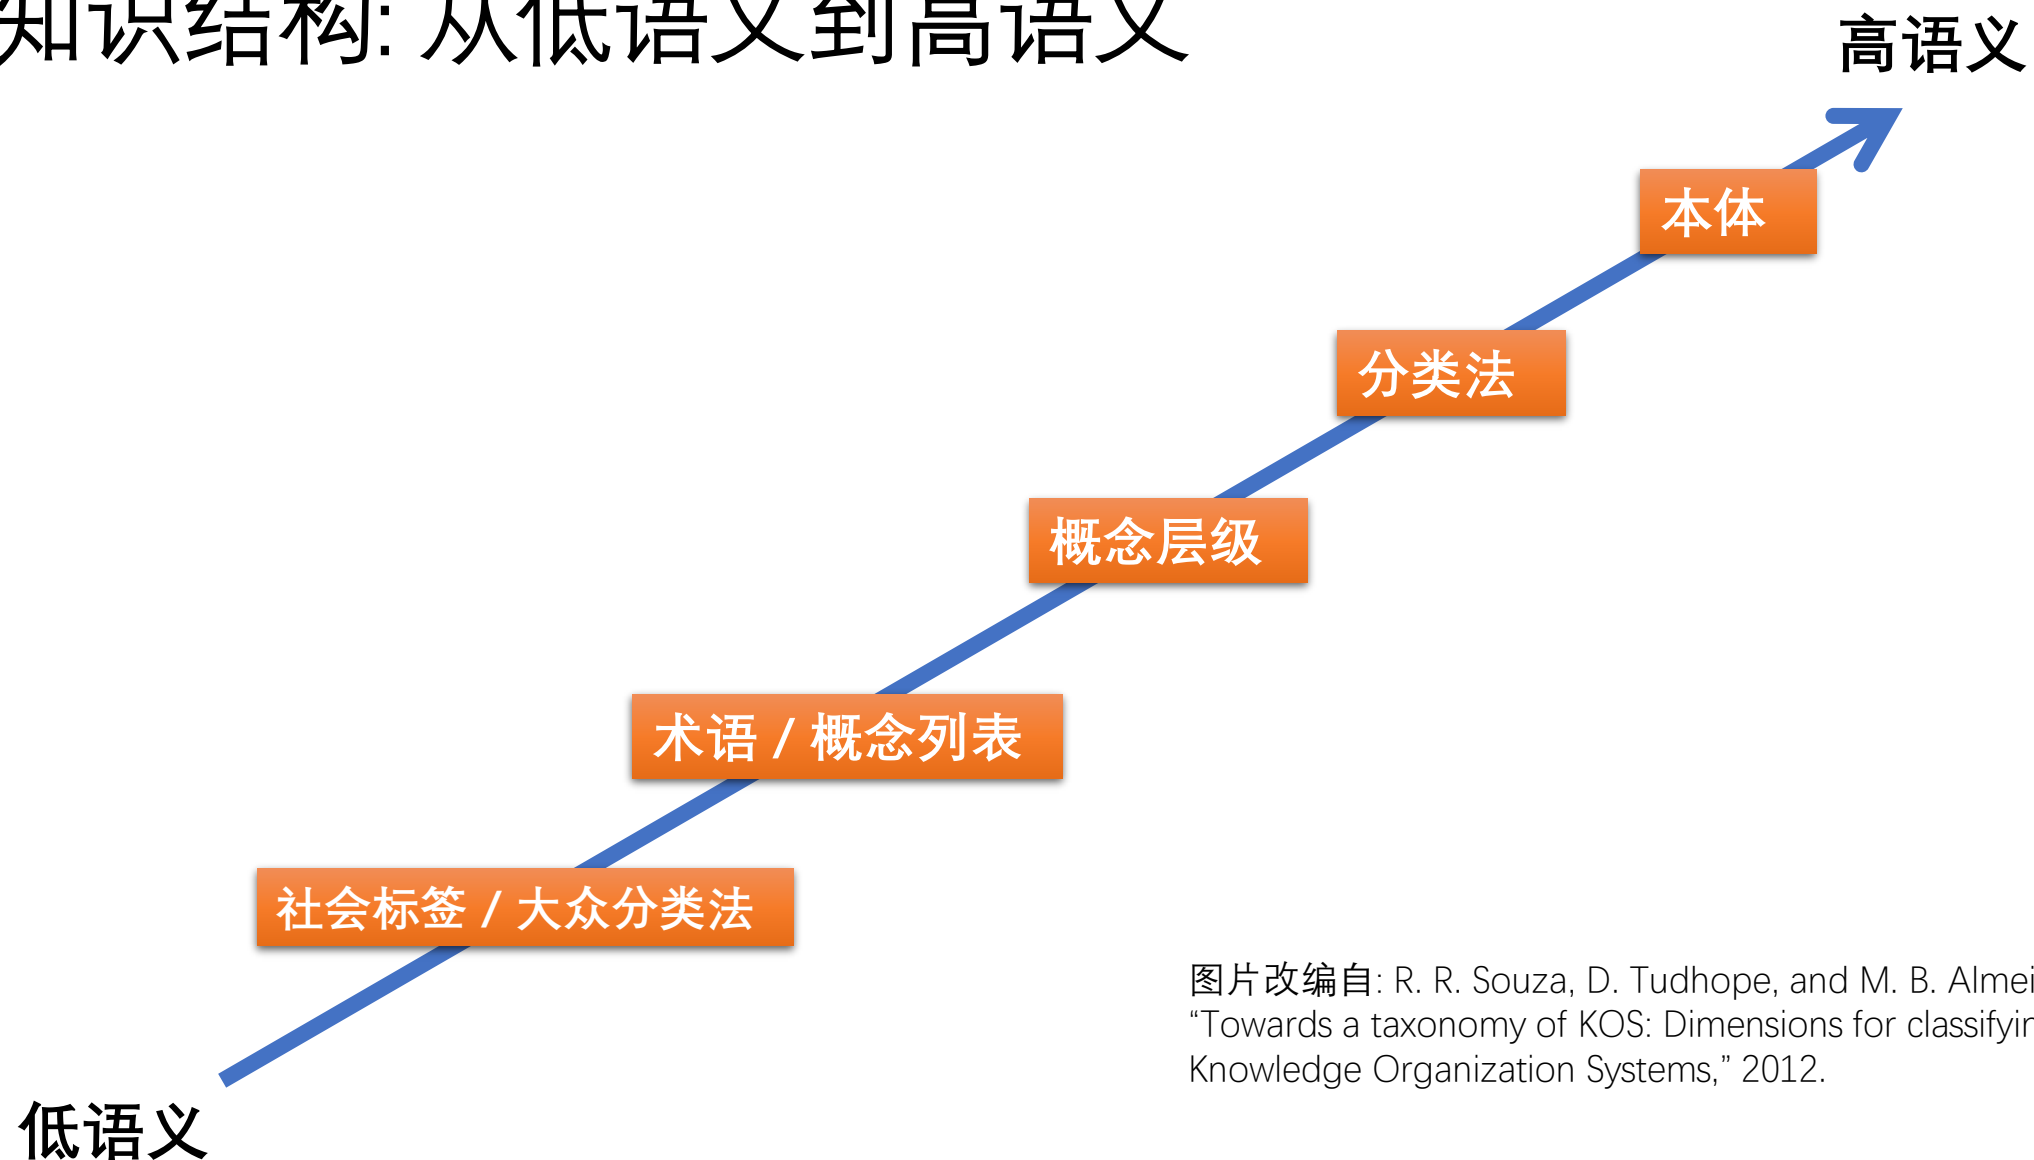 知识结构: 从低语义到高语义
高语义
本体
分类法
概念层级
术语 / 概念列表
社会标签 / 大众分类法
低语义
图片改编自: R. R. Souza, D. Tudhope, and M. B. Almei
“Towards a taxonomy of KOS: Dimensions for classifyin
Knowledge Organization Systems,” 2012.